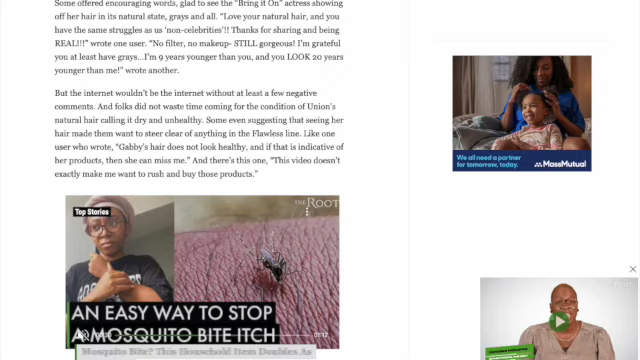 Some offered encouraging words, glad to see the "Bring it On" actress showing
off her hair in its natural state, grays and all. "Love your natural hair, and you
have the same struggles as us 'non-celebrities'!! Thanks for sharing and being
REAL!!!" wrote one user. "No filter, no makeup- STILL gorgeous! I'm grateful
you at least have grays…I'm 9 years younger than you, and you LOOK 20 years
younger than me!" wrote another.
But the internet wouldn't be the internet without at least a few negative
comments. And folks did not waste time coming for the condition of Union's
natural hair calling it dry and unhealthy. Some even suggesting that seeing her
hair made them want to steer clear of anything in the Flawless line. Like one
user who wrote, "Gabby's hair does not look healthy, and if that is indicative of
her products, then she can miss me." And there's this one, "This video doesn't
exactly make me want to rush and buy those products."
Top Stories
THE ROOT
AN EASY WAY TO STOP
A MOSQUITO BITE ITCH
01:12
Mosquito Bite? This Household Item Doubles As
We all need a partner
for tomorrow, today.
MassMutual